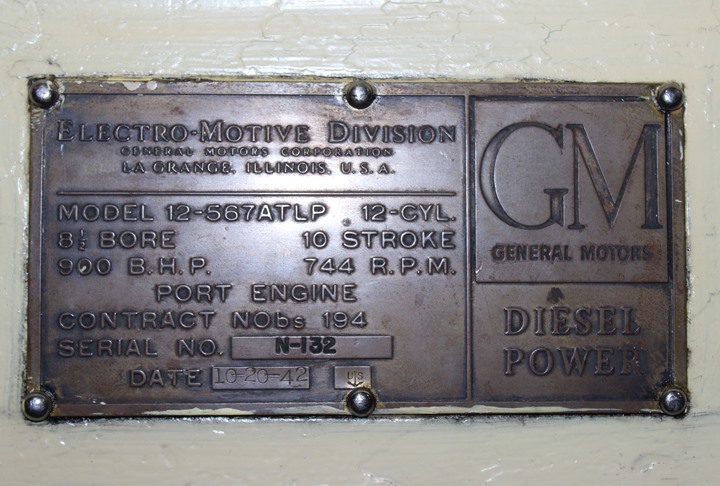 ELECTRO-MOTIVE DIVISION
GENERAL MOTORS CORPORATION
LA GRANGE, ILLINOIS, U.S.A.
MODEL 12-567ATLP 12-CYL.
8½ BORE 10 STROKE
900 B.H.P. 744 R.P.M.
PORT ENGINE
CONTRACT NObs 194
SERIAL NO. N-132
DATE 10-20-42 US
GM
GENERAL MOTORS
DIESEL
POWER